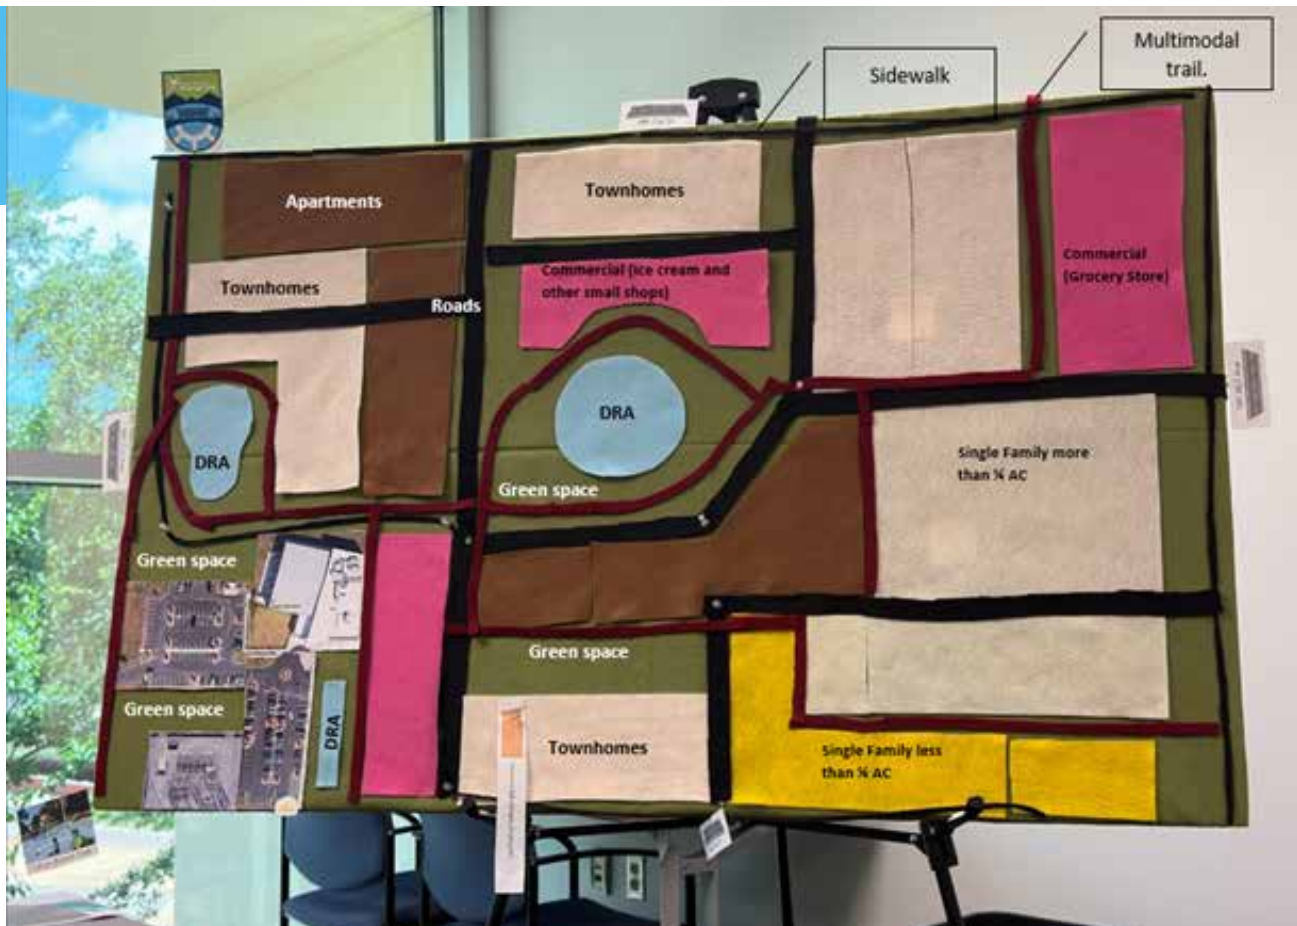 Sidewalk
Multimodal
trail.
Apartments
Townhomes
Commercial (Ice cream and
other small shops)
Commercial
(Grocery Store)
Townhomes
Roads
DRA
DRA
Single Family more
than ¼ AC
Green space
Green space
Green space
Green space
DRA
Townhomes
Single Family less
than ¼ AC